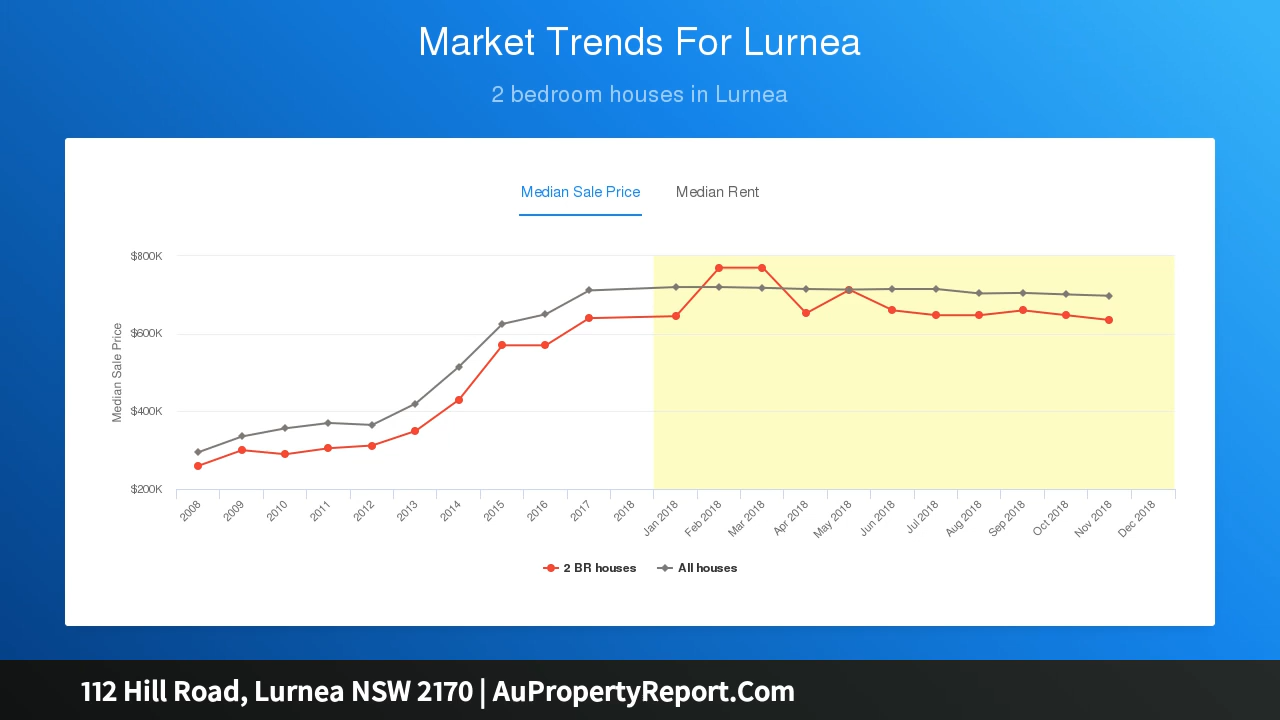 Market Trends For Lurnea
2 bedroom houses in Lurnea
Median Sale Price Median Rent
Median Sale Price
$800K
$600K
$400K
$200K
2008 2009 2010 2011 2012 2013 2014 2015 2016 2017 2018 Jan 2018 Feb 2018 Mar 2018 Apr 2018 May 2018 Jun 2018 Jul 2018 Aug 2018 Sep 2018 Oct 2018 Nov 2018 Dec 2018
2 BR houses All houses
112 Hill Road, Lurnea NSW 2170 | AuPropertyReport.Com